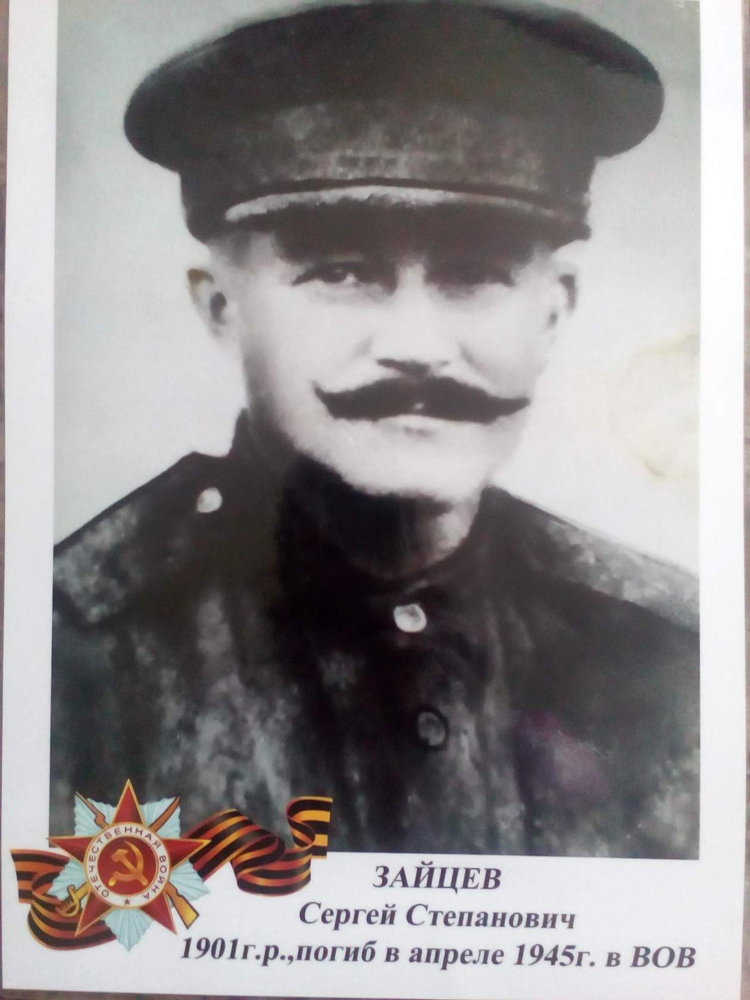 ОТЕЧЕСТВЕННАЯ ВОЙНА
ЗАЙЦЕВ
Сергей Степанович
1901г.р.,погиб в апреле 1945г. в ВОВ